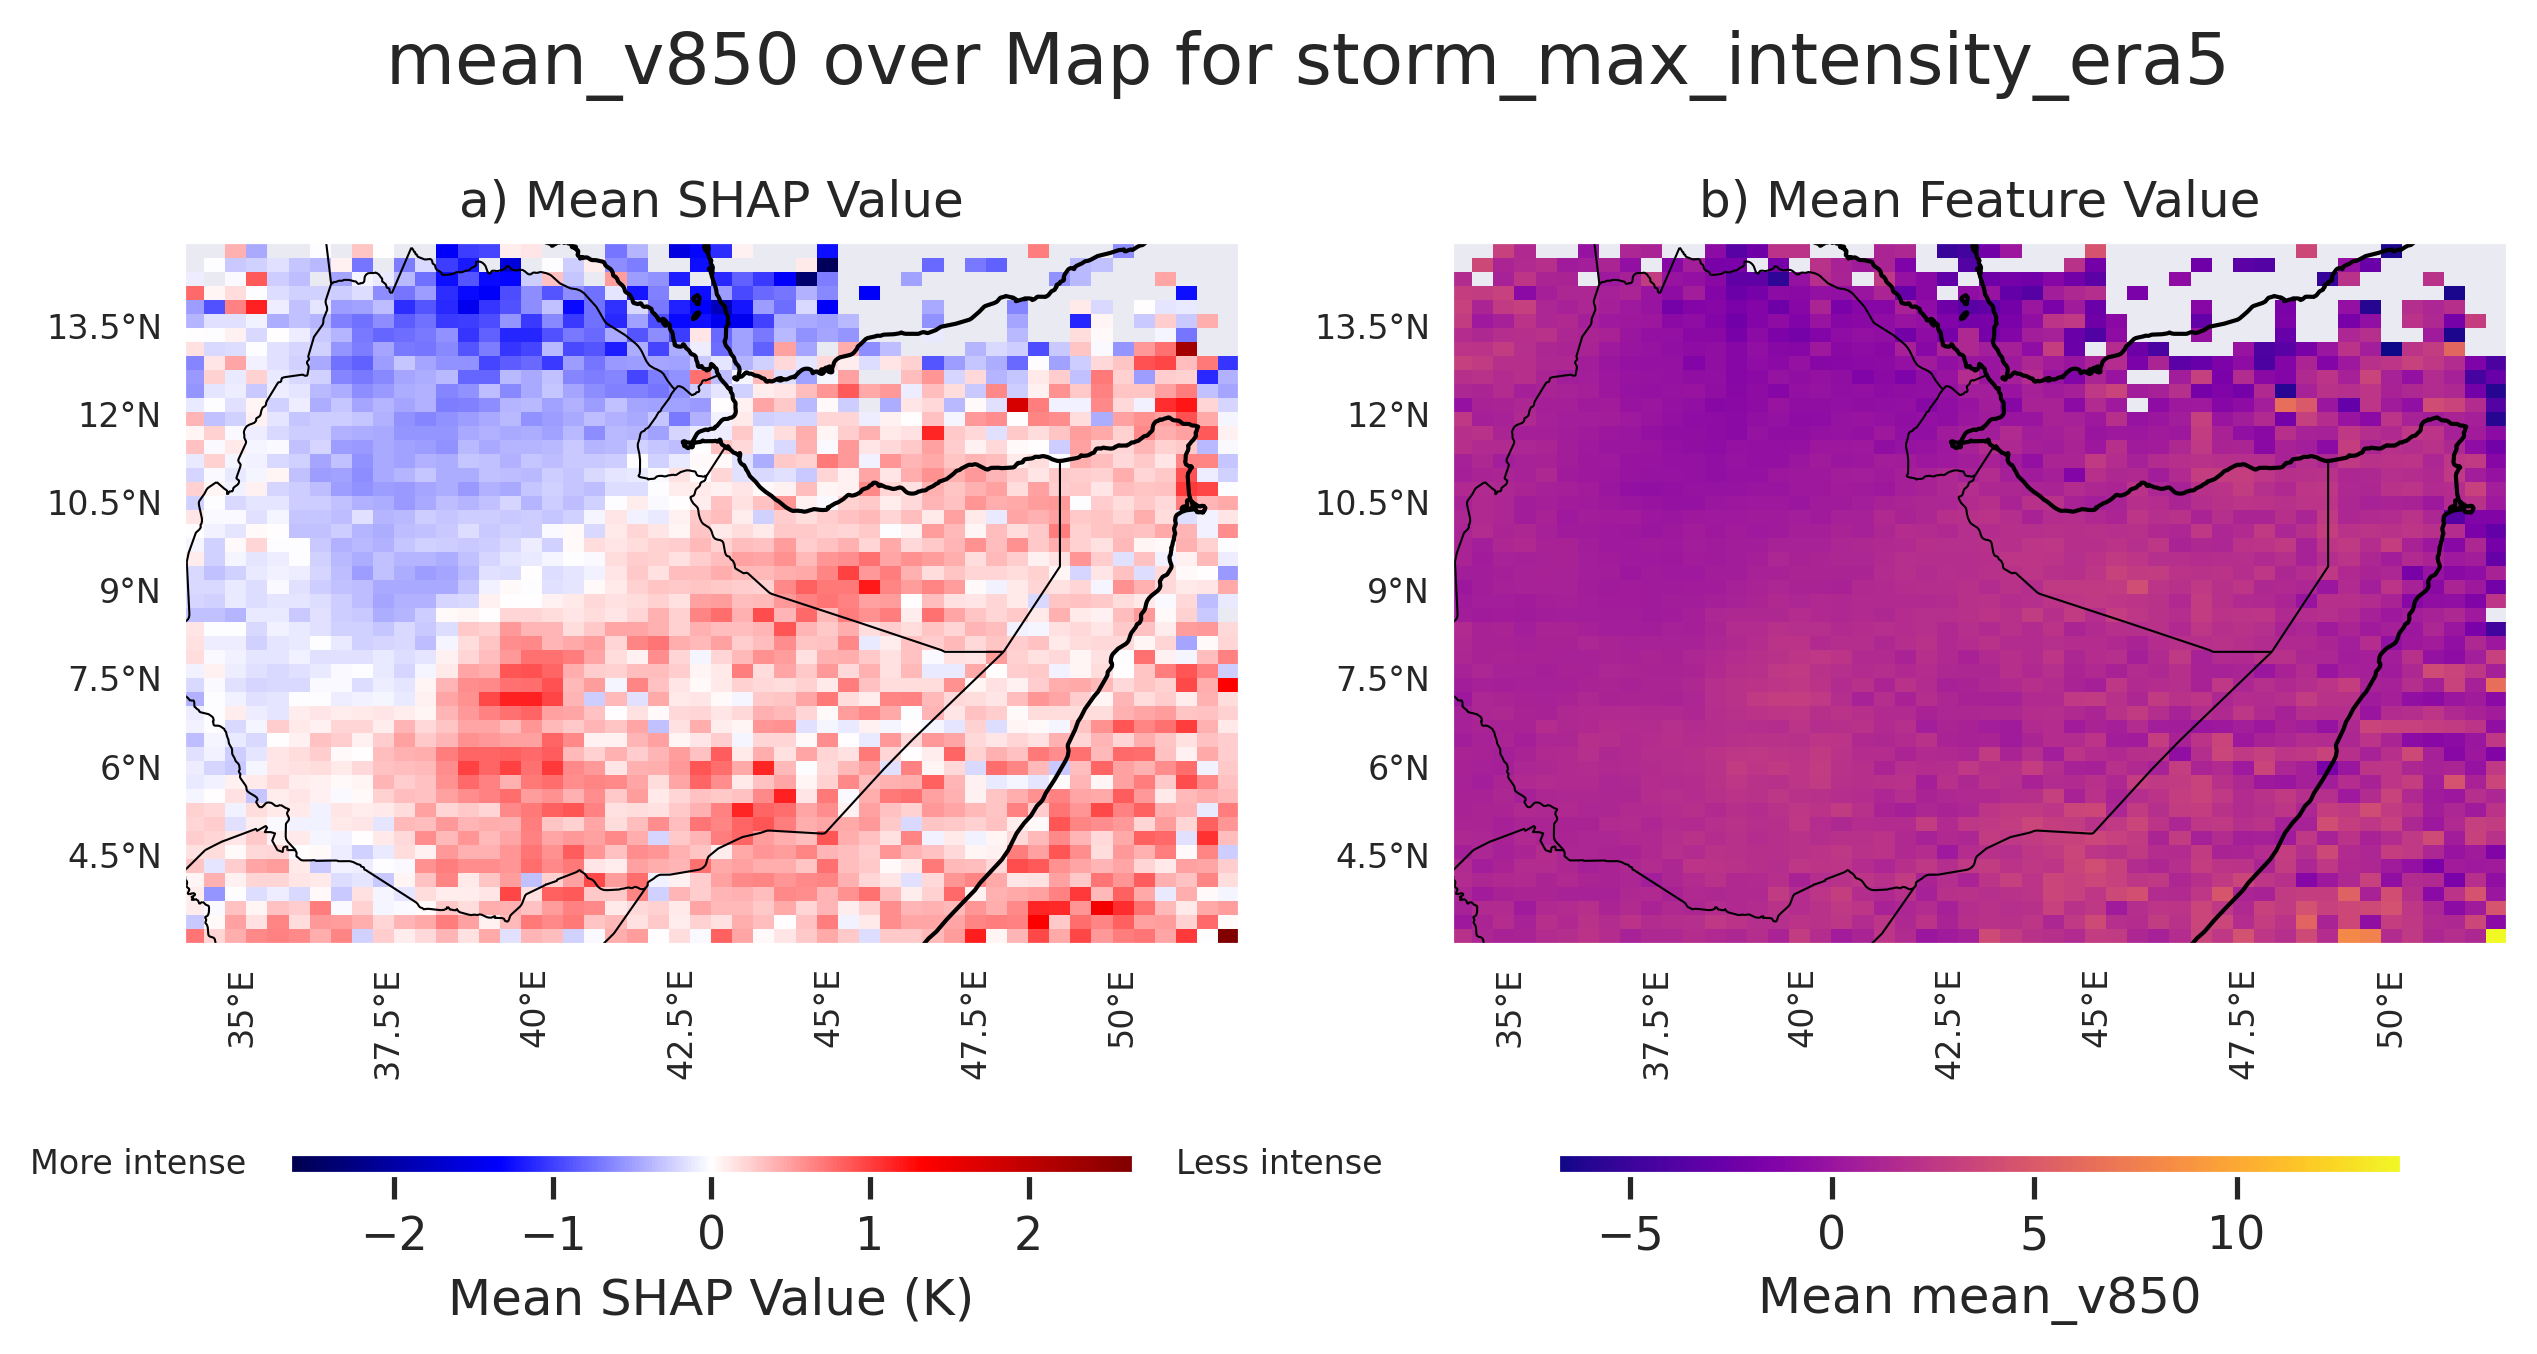 mean_v850 over Map for storm_max_intensity_era5
a) Mean SHAP Value
13.5°N
12°N
10.5°N
9°N
7.5°N
6°N
4.5°N
35°E
37.5°E
40°E
42.5°E
45°E
47.5°E
50°E
More intense
Less intense
−2
−1
0
1
2
Mean SHAP Value (K)
b) Mean Feature Value
13.5°N
12°N
10.5°N
9°N
7.5°N
6°N
4.5°N
35°E
37.5°E
40°E
42.5°E
45°E
47.5°E
50°E
−5
0
5
10
Mean mean_v850